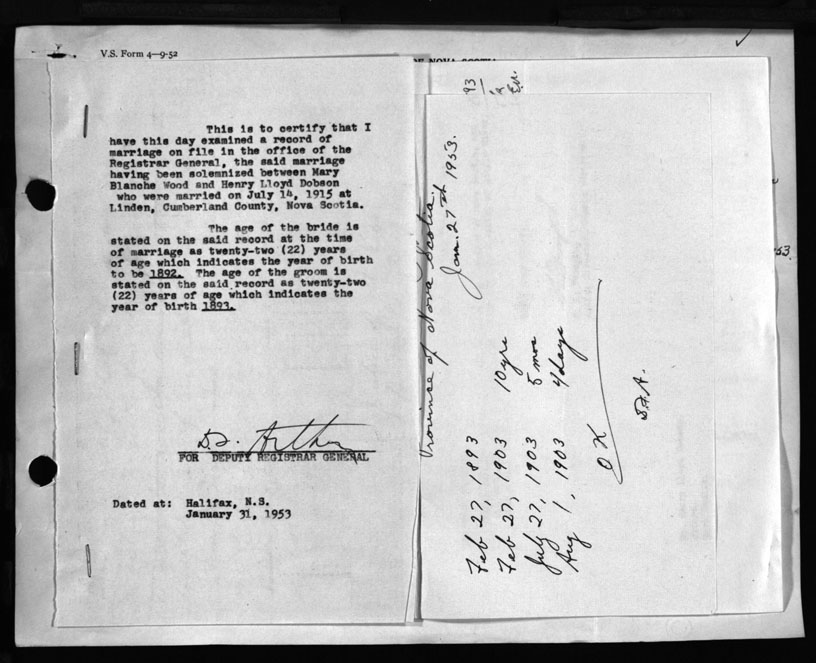 V.S. Form 4—9-52
OF NOVA SCOTIA
This is to certify that I
have this day examined a record of
marriage on file in the office of the
Registrar General, the said marriage
having been solemnized between Mary
Blanche Wood and Henry Lloyd Dobson
who were married on July 14, 1915 at
Linden, Cumberland County, Nova Scotia.
The age of the bride is
stated on the said record at the time
of marriage as twenty-two (22) years
of age which indicates the year of birth
to be 1892. The age of the groom is
stated on the said record as twenty-two
(22) years of age which indicates the
year of birth 1893.
FOR DEPUTY REGISTRAR GENERAL
Dated at: Halifax, N.S.
January 31, 1953
93
Province of Nova Scotia.
Jan. 27th 1953.
Feb 27, 1893
Feb 27, 1903 10 yrs
July 27, 1903 5 mos
Aug 1, 1903 4 days
OK
53.